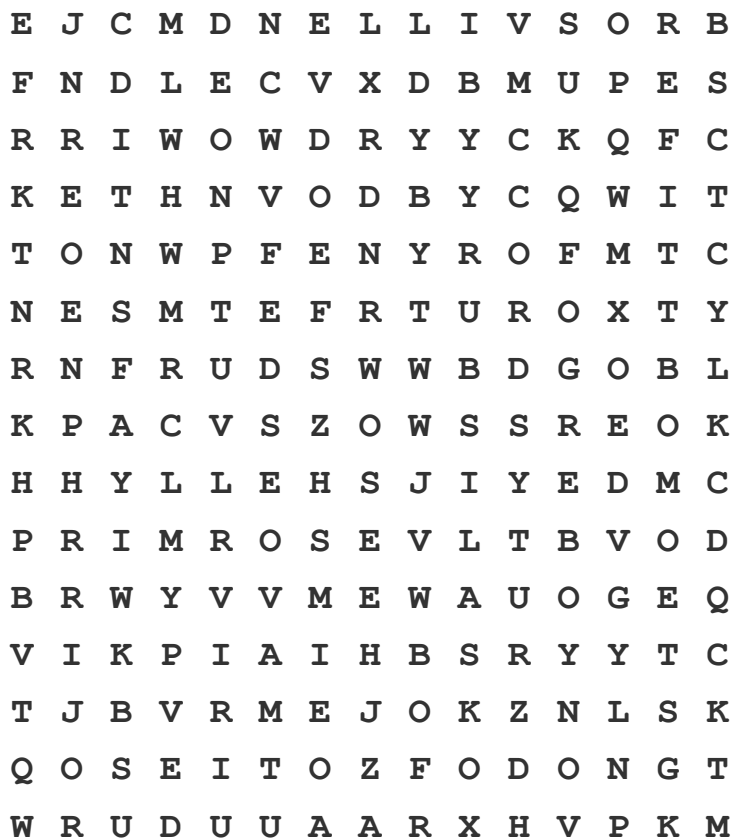 E J C M D N E L L I V S O R B
F N D L E C V X D B M U P E S
R R I W O W D R Y Y C K Q F C
K E T H N V O D B Y C Q W I T
T O N W P F E N Y R O F M T C
N E S M T E F R T U R O X T Y
R N F R U D S W W B D G O B L
K P A C V S Z O W S S R E O K
H H Y L L E H S J I Y E D M C
P R I M R O S E V L T B V O D
B R W Y V V M E W A U O G E Q
V I K P I A I H B S R Y Y T C
T J B V R M E J O K Z N L S K
Q O S E I T O Z F O D O N G T
W R U D U U A A R X H V P K M